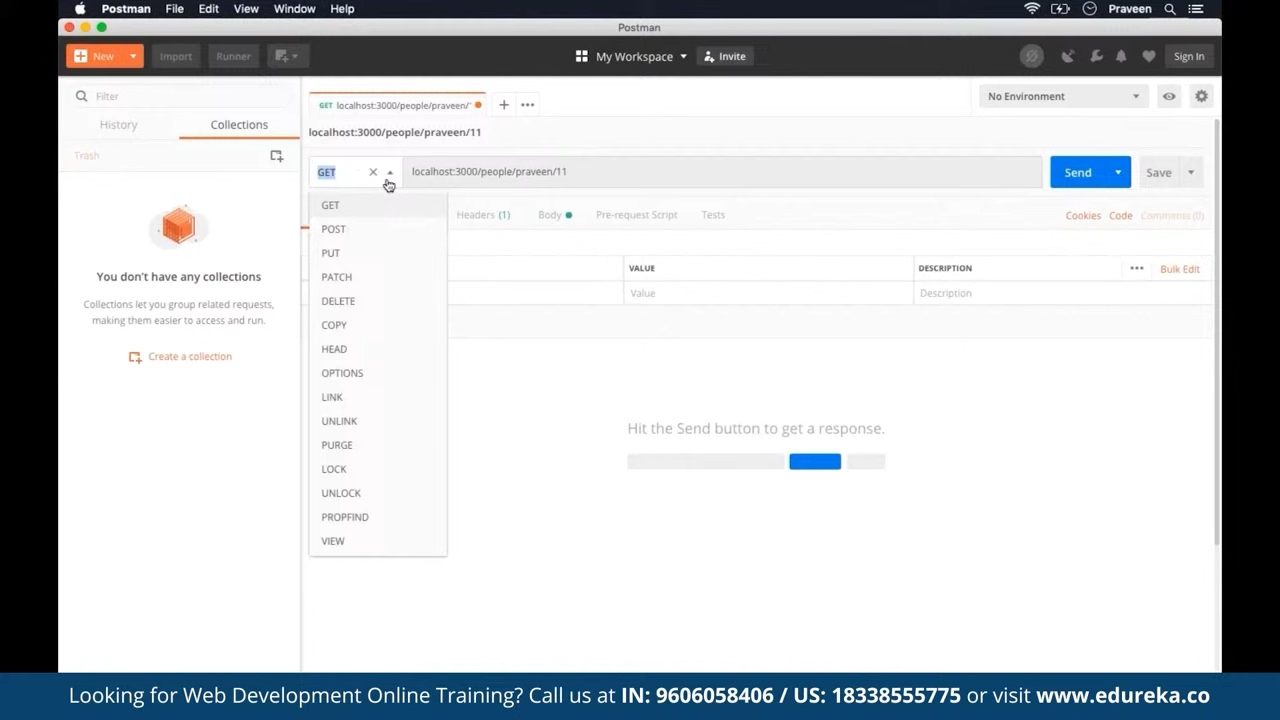 Postman File Edit View Window Help Praveen
Postman
New Import Runner My Workspace Invite Sign In
Filter
History Collections
Trash
You don't have any collections
Collections let you group related requests,
making them easier to access and run.
Create a collection
GET localhost:3000/people/praveen/ No Environment
localhost:3000/people/praveen/11
GET localhost:3000/people/praveen/11 Send Save
Headers (1) Body Pre-request Script Tests Cookies Code Comments (0)
VALUE DESCRIPTION Bulk Edit
Value Description
GET
POST
PUT
PATCH
DELETE
COPY
HEAD
OPTIONS
LINK
UNLINK
PURGE
LOCK
UNLOCK
PROPFIND
VIEW
Hit the Send button to get a response.
Looking for Web Development Online Training? Call us at IN: 9606058406 / US: 18338555775 or visit www.edureka.co